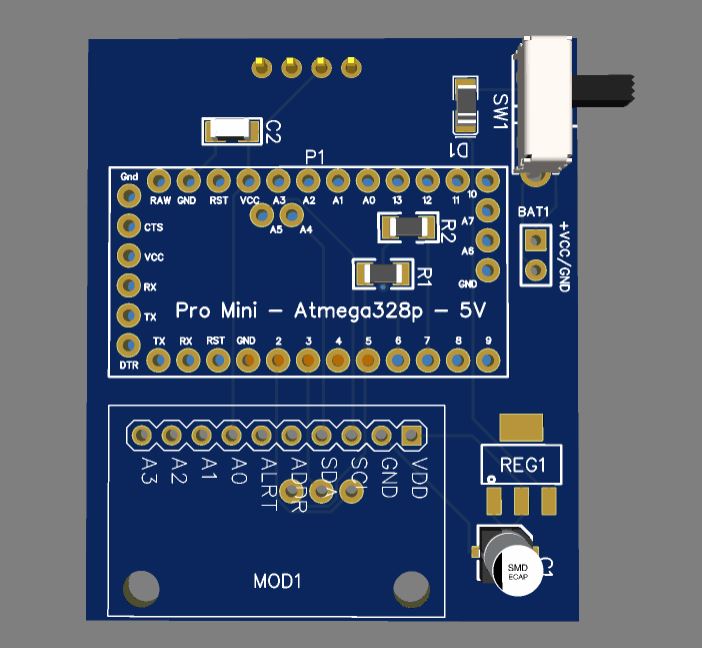 C2
SW1
D1
P1
Gnd
RAW GND RST VCC A3 A2 A1 A0 13 12 11 10
A5 A4
A7
CTS
R2
BAT1
+VCC/GND
VCC
A6
RX
R1
GND
TX
Pro Mini - Atmega328p - 5V
DTR
TX RX RST GND 2 3 4 5 6 7 8 9
A3 A2 A1 A0 ALRT ADDR SDA SCL GND VDD
REG1
MOD1
SMD
ECAP
C1